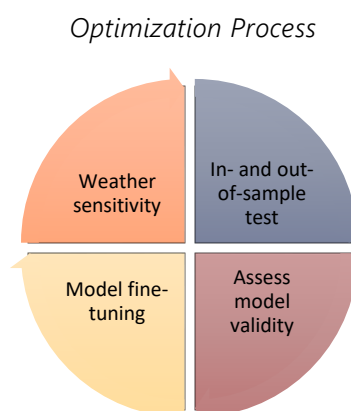 Optimization Process
Weather
sensitivity
In- and out-
of-sample
test
Model fine-
tuning
Assess
model
validity